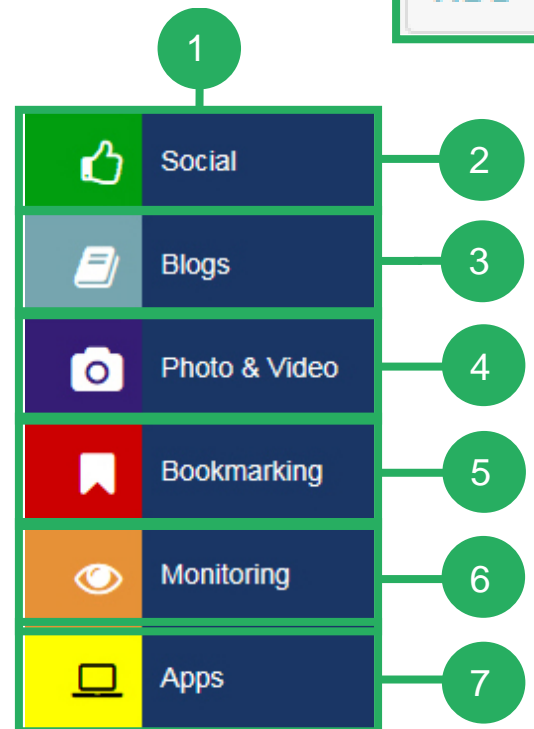 1
Social 2
Blogs 3
Photo & Video 4
Bookmarking 5
Monitoring 6
Apps 7